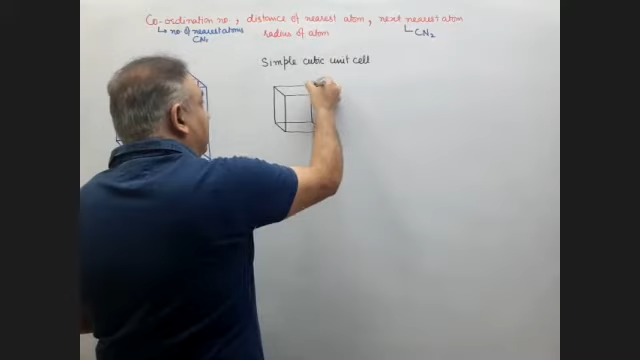 Co-ordination no, distance of nearest atom, next nearest atom
↳ no of nearest atoms CN₁
radius of atom
↳ CN₂
Simple cubic unit cell